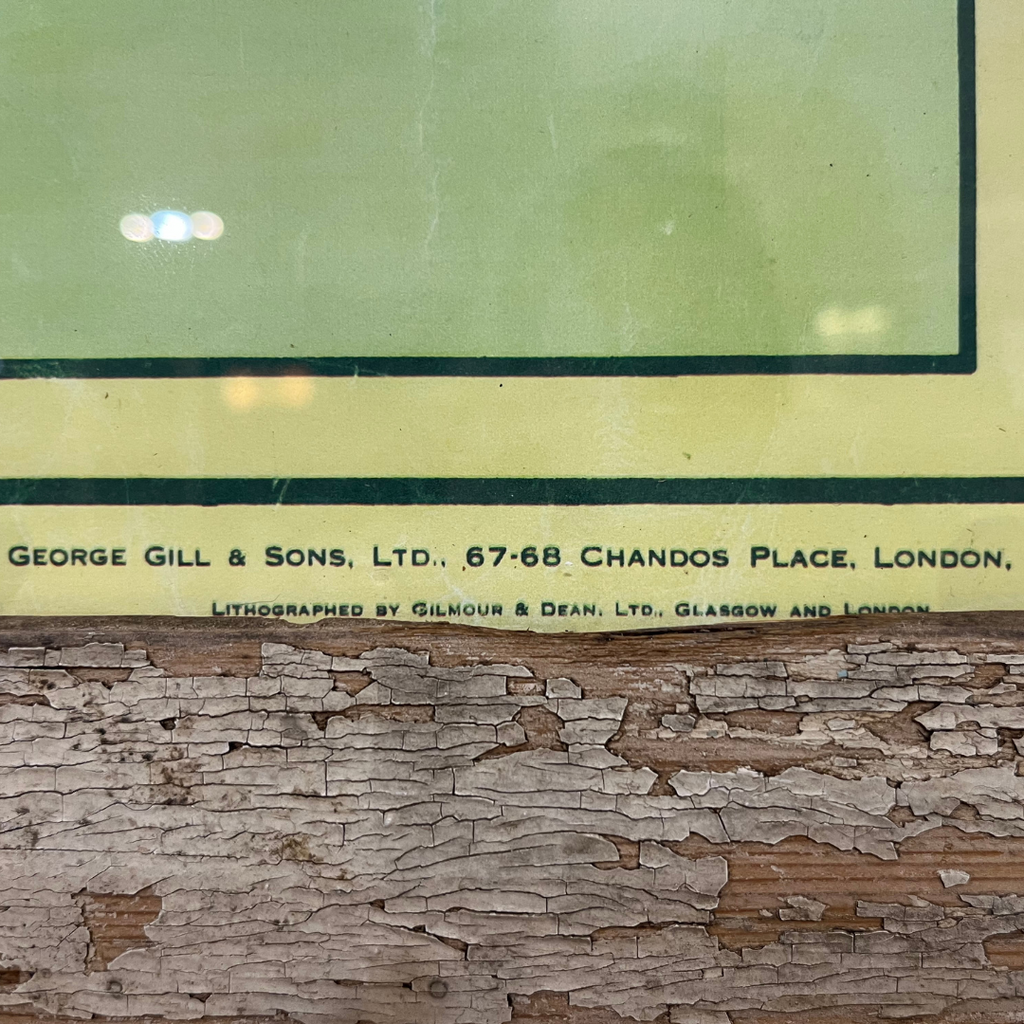 GEORGE GILL & SONS, LTD., 67-68 CHANDOS PLACE, LONDON,
LITHOGRAPHED BY GILMOUR & DEAN, LTD., GLASGOW AND LONDON